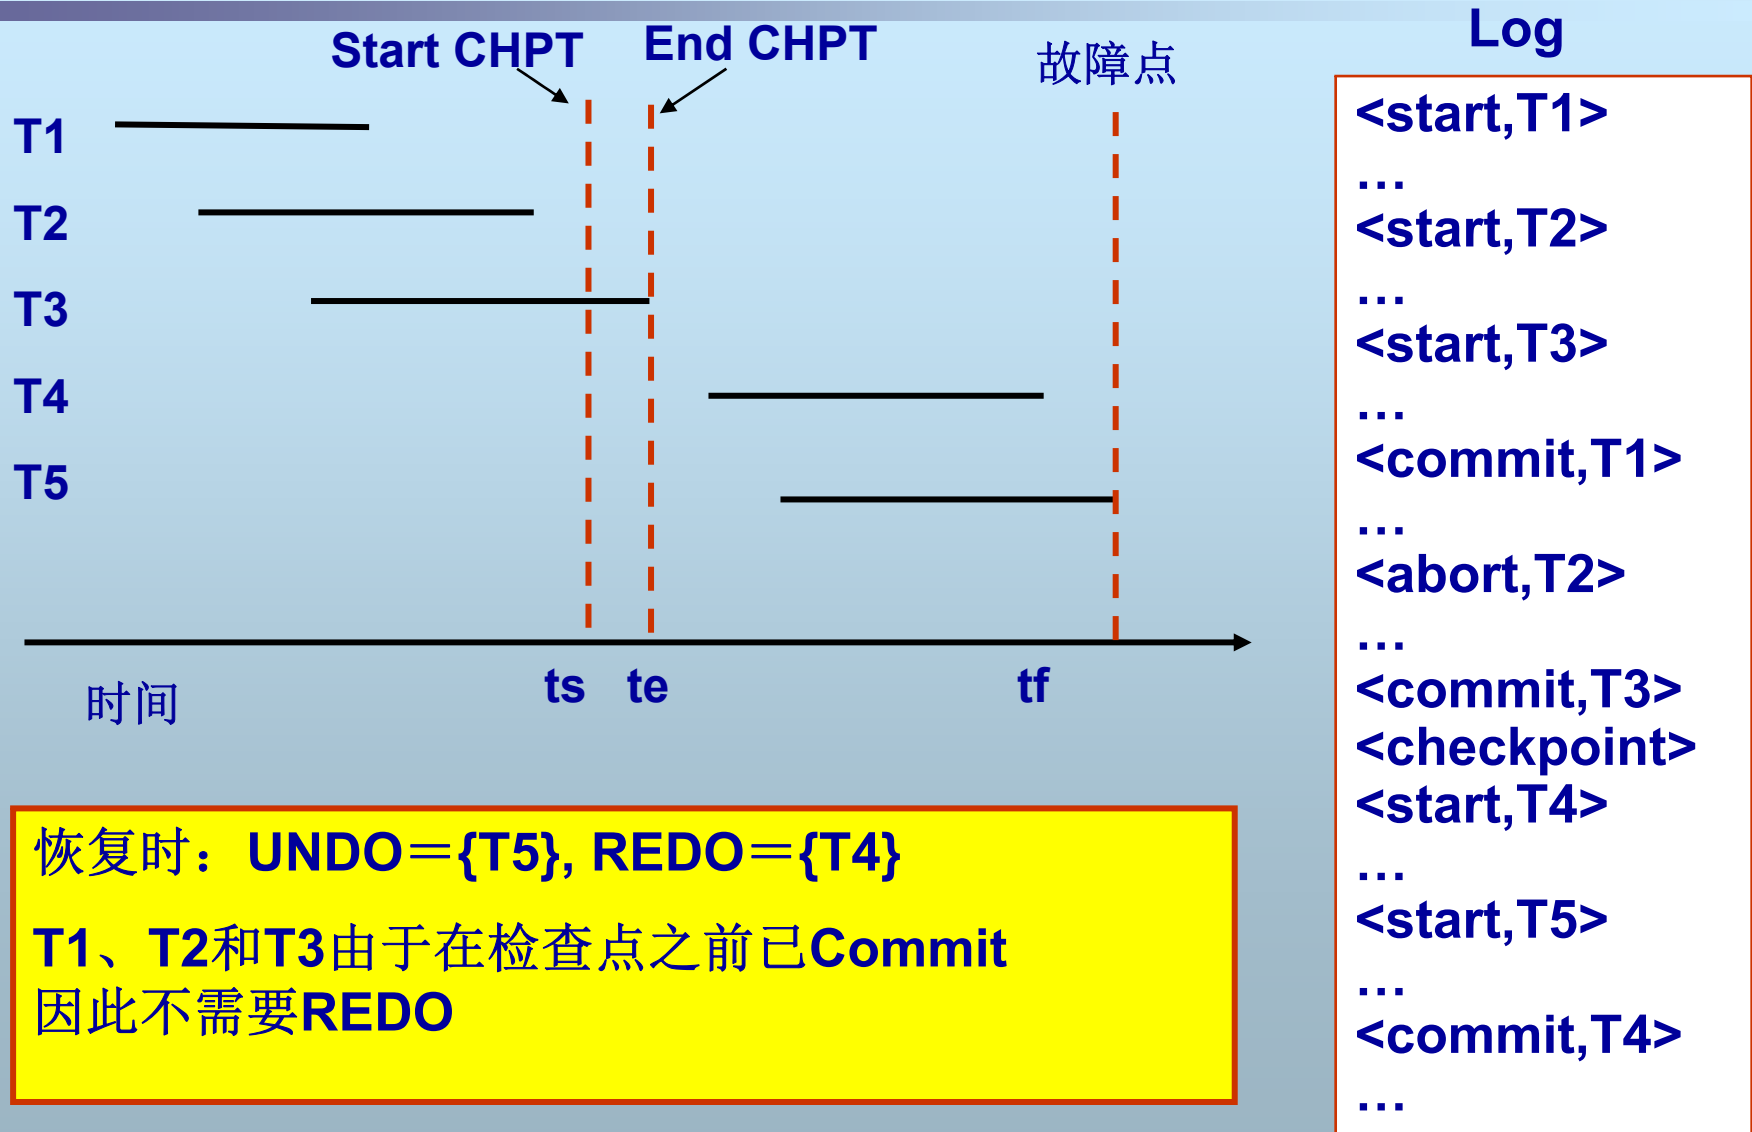 Start CHPT
End CHPT
故障点
T1
T2
T3
T4
T5
ts
te
tf
时间
恢复时：UNDO＝{T5}, REDO＝{T4}
T1、T2和T3由于在检查点之前已Commit
因此不需要REDO
Log
<start,T1>
…
<start,T2>
…
<start,T3>
…
<commit,T1>
…
<abort,T2>
…
<commit,T3>
<checkpoint>
<start,T4>
…
<start,T5>
…
<commit,T4>
…